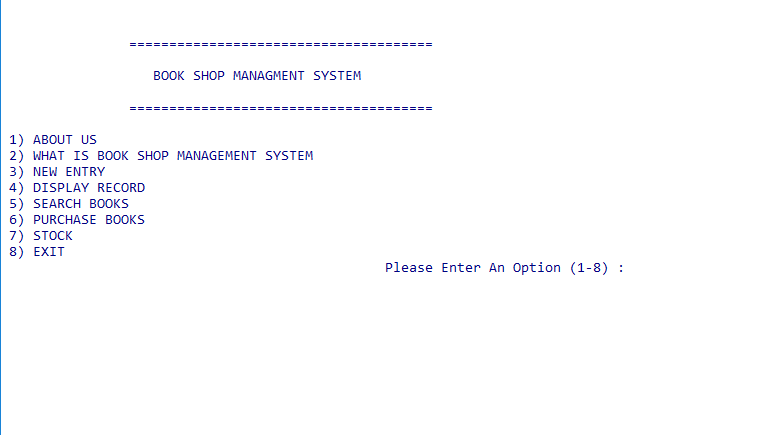 ======================================
BOOK SHOP MANAGMENT SYSTEM
======================================
1) ABOUT US
2) WHAT IS BOOK SHOP MANAGEMENT SYSTEM
3) NEW ENTRY
4) DISPLAY RECORD
5) SEARCH BOOKS
6) PURCHASE BOOKS
7) STOCK
8) EXIT
Please Enter An Option (1-8) :